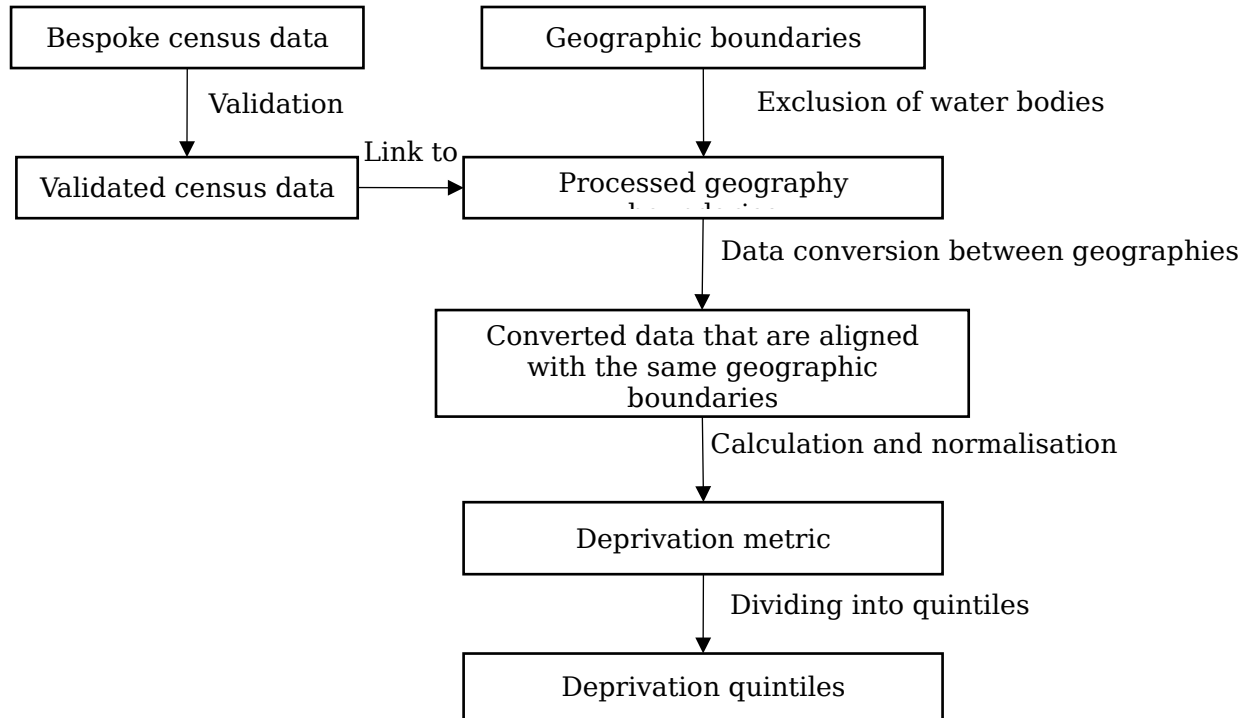 Bespoke census data
Geographic boundaries
Validation
Exclusion of water bodies
Link to
Validated census data
Processed geography
Data conversion between geographies
Converted data that are aligned
with the same geographic
boundaries
Calculation and normalisation
Deprivation metric
Dividing into quintiles
Deprivation quintiles